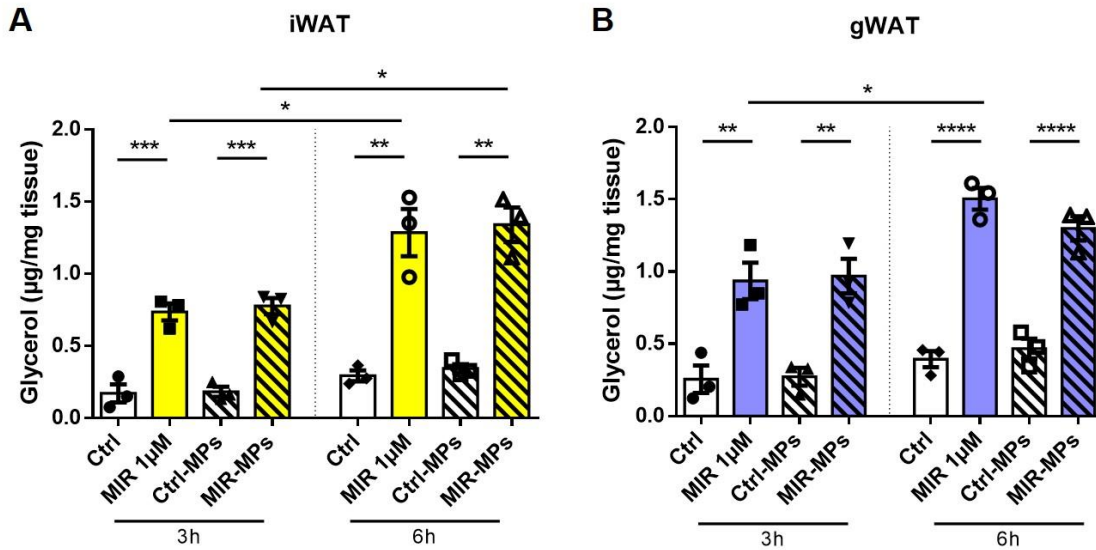 A
iWAT
*
*
***
***
**
**
2.0
1.5
1.0
0.5
0.0
Glycerol (µg/mg tissue)
Ctrl
MIR 1µM
Ctrl-MPs
MIR-MPs
Ctrl
MIR 1µM
Ctrl-MPs
MIR-MPs
3h
6h
B
gWAT
*
**
**
****
****
2.0
1.5
1.0
0.5
0.0
Glycerol (µg/mg tissue)
Ctrl
MIR 1µM
Ctrl-MPs
MIR-MPs
Ctrl
MIR 1µM
Ctrl-MPs
MIR-MPs
3h
6h